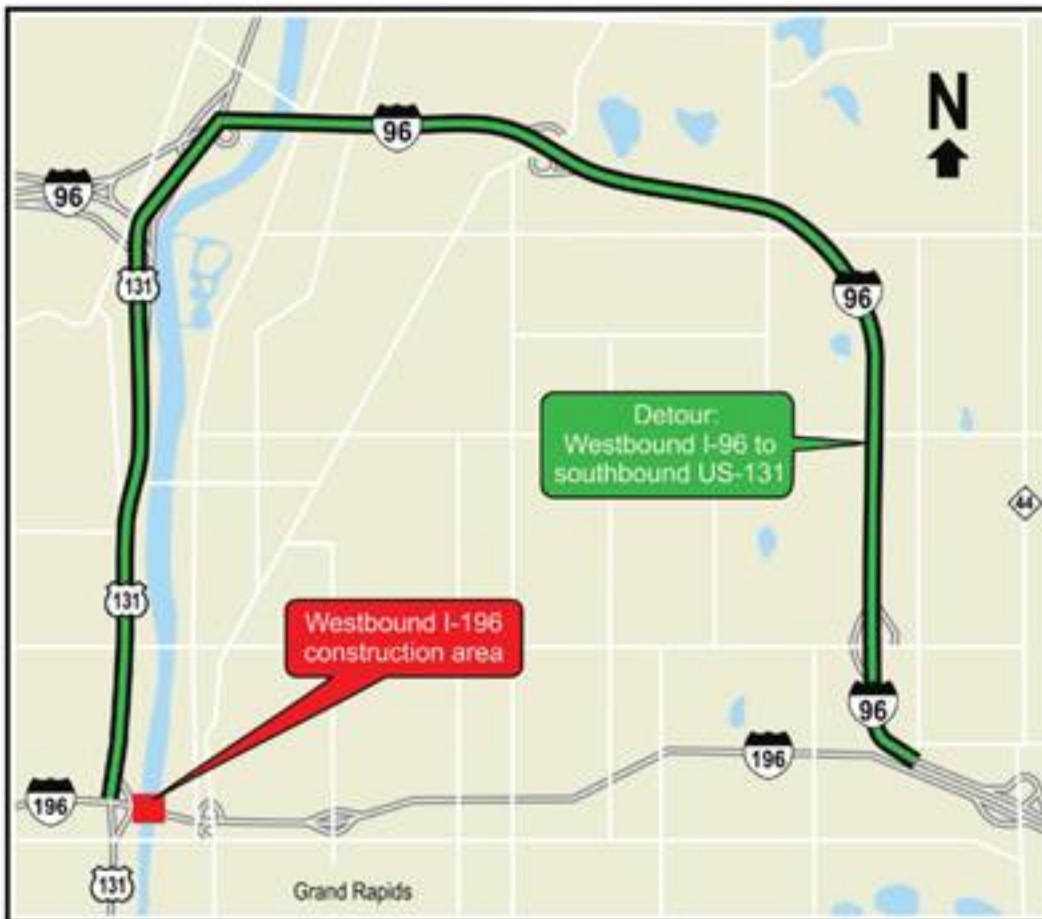 N
96
96
131
96
Detour:
Westbound I-96 to
southbound US-131
44
131
Westbound I-196
construction area
96
196
196
131
Grand Rapids